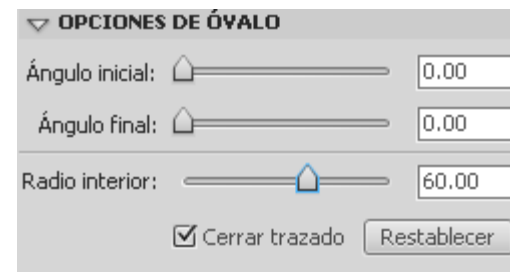 OPCIONES DE ÓVALO
Ángulo inicial: 0.00
Ángulo final: 0.00
Radio interior: 60.00
Cerrar trazado Restablecer